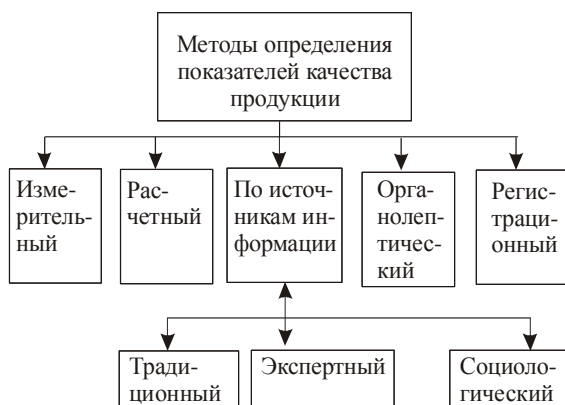 Методы определения
показателей качества
продукции
Изме-
рительь-
ный
Рас-
четный
По источ-
никам ин-
формации
Орга-
нолеп-
тичес-
кий
Регис-
траци-
онный
Тради-
ционный
Экспертный
Социоло-
гический